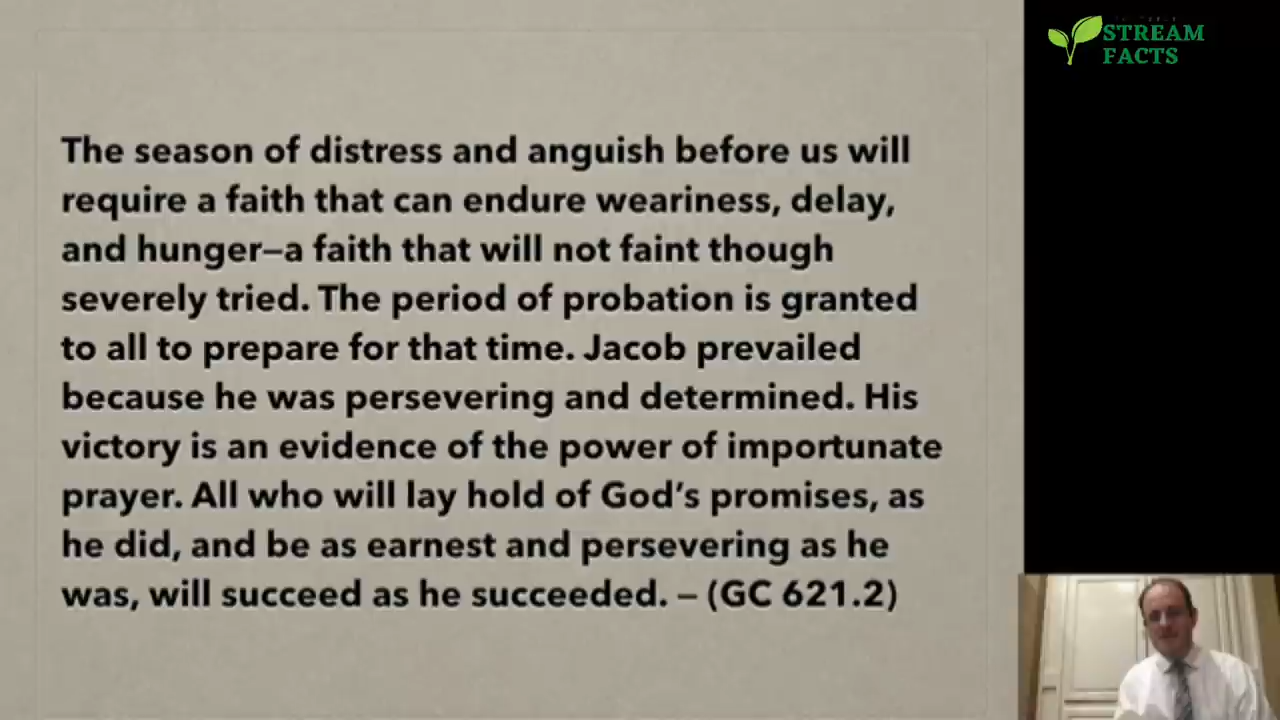 STREAM
FACTS
The season of distress and anguish before us will
require a faith that can endure weariness, delay,
and hunger—a faith that will not faint though
severely tried. The period of probation is granted
to all to prepare for that time. Jacob prevailed
because he was persevering and determined. His
victory is an evidence of the power of importunate
prayer. All who will lay hold of God's promises, as
he did, and be as earnest and persevering as he
was, will succeed as he succeeded. — (GC 621.2)